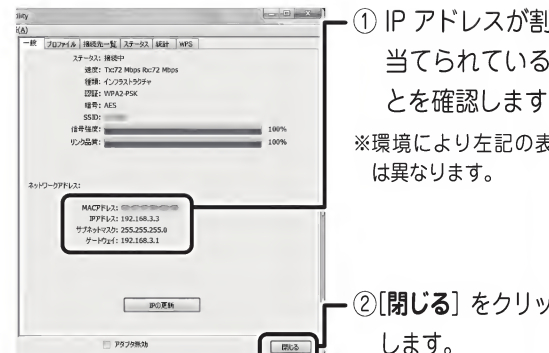 ility
(A)
一般 プロファイル 接続先一覧 ステータス 統計 WPS
ステータス: 接続中
速度: Tx:72 Mbps Rx:72 Mbps
種類: インフラストラクチャ
認証: WPA2-PSK
暗号: AES
SSID:
信号強度: 100%
リンク品質: 100%
ネットワークアドレス:
MACアドレス:
IPアドレス: 192.168.3.3
サブネットマスク: 255.255.255.0
ゲートウェイ: 192.168.3.1
IPの更新
アダプタ無効
閉じる
① IP アドレスが割
当てられている
とを確認します
※環境により左記の表
は異なります。
②[閉じる] をクリッ
します。